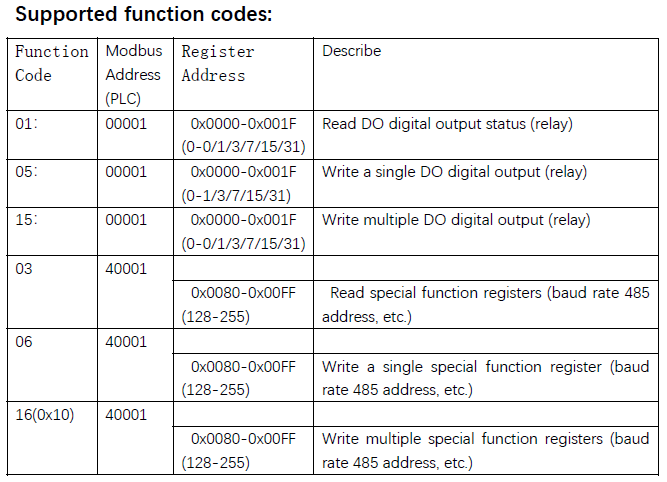 Supported function codes:
Function Code
Modbus Address (PLC)
Register Address
Describe
01:
00001
0x0000-0x001F
(0-0/1/3/7/15/31)
Read DO digital output status (relay)
05:
00001
0x0000-0x001F
(0-1/3/7/15/31)
Write a single DO digital output (relay)
15:
00001
0x0000-0x001F
(0-0/1/3/7/15/31)
Write multiple DO digital output (relay)
03
40001
0x0080-0x00FF
(128-255)
Read special function registers (baud rate 485
address, etc.)
06
40001
0x0080-0x00FF
(128-255)
Write a single special function register (baud
rate 485 address, etc.)
16(0x10)
40001
0x0080-0x00FF
(128-255)
Write multiple special function registers (baud
rate 485 address, etc.)